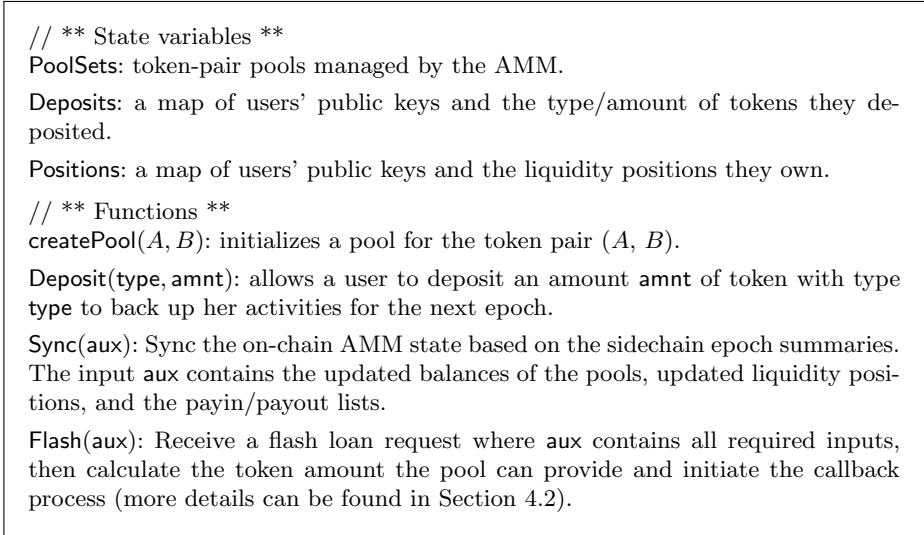 // ** State variables **
PoolSets: token-pair pools managed by the AMM.
Deposits: a map of users' public keys and the type/amount of tokens they de-
posited.
Positions: a map of users' public keys and the liquidity positions they own.
// ** Functions **
createPool(A, B): initializes a pool for the token pair (A, B).
Deposit(type, amnt): allows a user to deposit an amount amnt of token with type
type to back up her activities for the next epoch.
Sync(aux): Sync the on-chain AMM state based on the sidechain epoch summaries.
The input aux contains the updated balances of the pools, updated liquidity posi-
tions, and the payin/payout lists.
Flash(aux): Receive a flash loan request where aux contains all required inputs,
then calculate the token amount the pool can provide and initiate the callback
process (more details can be found in Section 4.2).